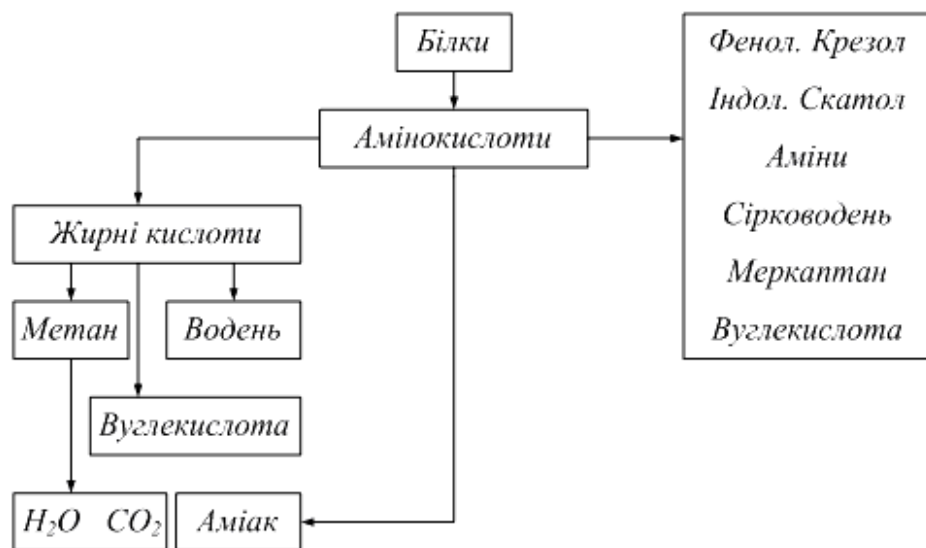 Білки
Фенол. Крезол
Індол. Скатол
Амінокислоти
Аміни
Сірководень
Жирні кислоти
Меркаптан
Метан
Водень
Вуглекислота
Вуглекислота
H₂O CO₂
Аміак